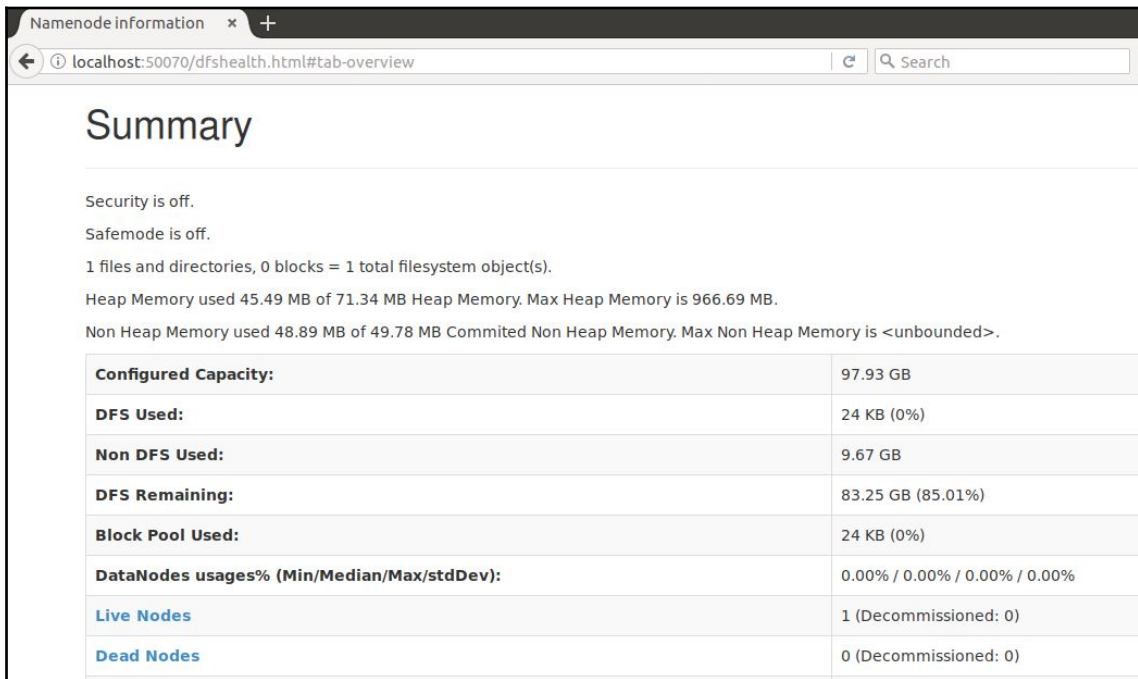 Namenode information × +
localhost:50070/dfshealth.html#tab-overview Search
Summary
Security is off.
Safemode is off.
1 files and directories, 0 blocks = 1 total filesystem object(s).
Heap Memory used 45.49 MB of 71.34 MB Heap Memory. Max Heap Memory is 966.69 MB.
Non Heap Memory used 48.89 MB of 49.78 MB Commited Non Heap Memory. Max Non Heap Memory is <unbounded>.
Configured Capacity: 97.93 GB
DFS Used: 24 KB (0%)
Non DFS Used: 9.67 GB
DFS Remaining: 83.25 GB (85.01%)
Block Pool Used: 24 KB (0%)
DataNodes usages% (Min/Median/Max/stdDev): 0.00% / 0.00% / 0.00% / 0.00%
Live Nodes 1 (Decommissioned: 0)
Dead Nodes 0 (Decommissioned: 0)